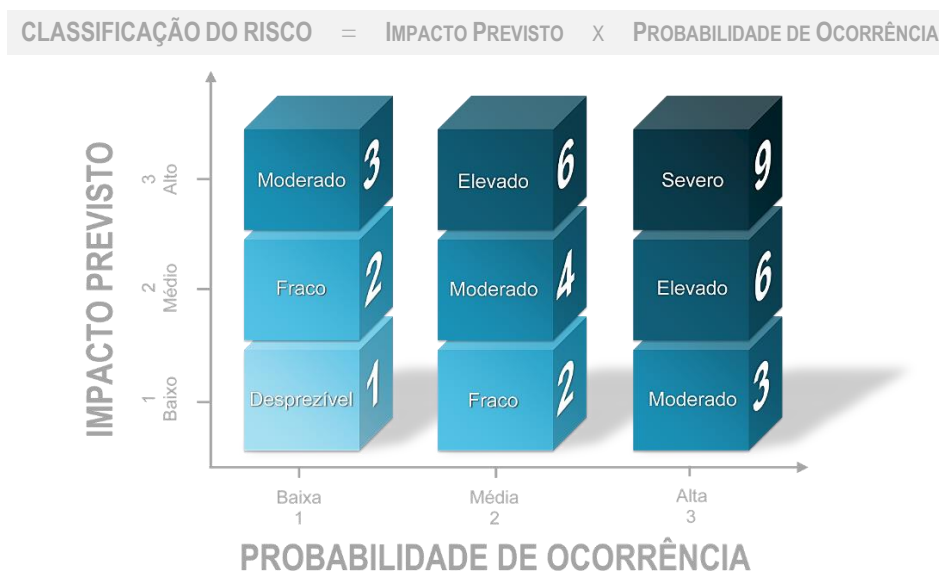 CLASSIFICAÇÃO DO RISCO = IMPACTO PREVISTO X PROBABILIDADE DE OCORRÊNCIA
IMPACTO PREVISTO
3 Alto
Moderado 3
Elevado 6
Severo 9
2 Médio
Fraco 2
Moderado 4
Elevado 6
1 Baixo
Desprezível 1
Fraco 2
Moderado 3
Baixa
1
Média
2
Alta
3
PROBABILIDADE DE OCORRÊNCIA